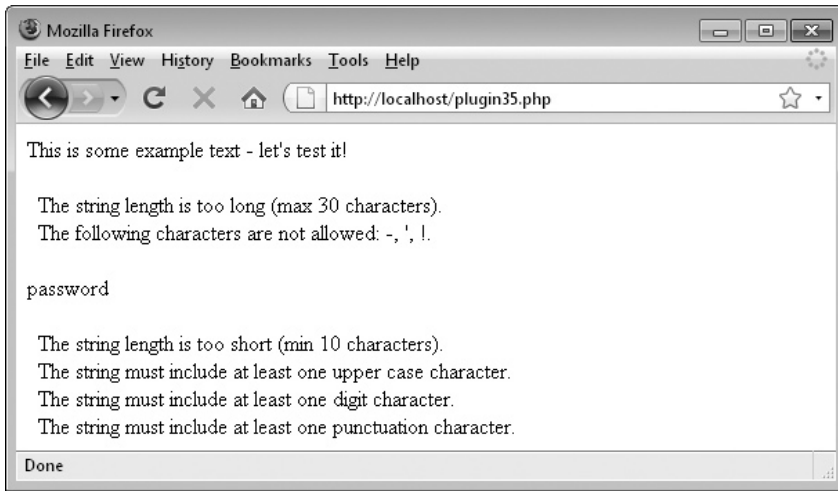 Mozilla Firefox
File Edit View History Bookmarks Tools Help
http://localhost/plugin35.php
This is some example text - let's test it!
The string length is too long (max 30 characters).
The following characters are not allowed: -, ', !.
password
The string length is too short (min 10 characters).
The string must include at least one upper case character.
The string must include at least one digit character.
The string must include at least one punctuation character.
Done